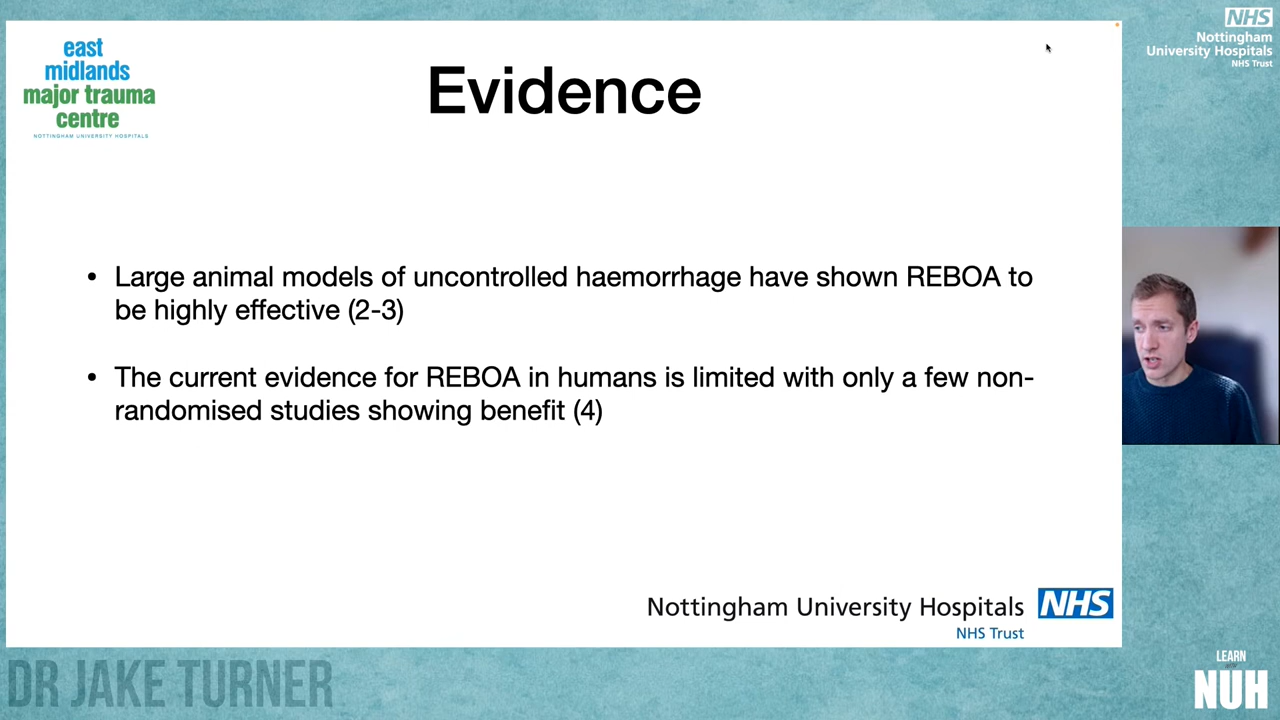 east
midlands
major trauma
centre
NOTTINGHAM UNIVERSITY HOSPITALS
Evidence
NHS
Nottingham
University Hospitals
NHS Trust
• Large animal models of uncontrolled haemorrhage have shown REBOA to
be highly effective (2-3)
• The current evidence for REBOA in humans is limited with only a few non-
randomised studies showing benefit (4)
Nottingham University Hospitals NHS
NHS Trust
DR JAKE TURNER
LEARN
NUH